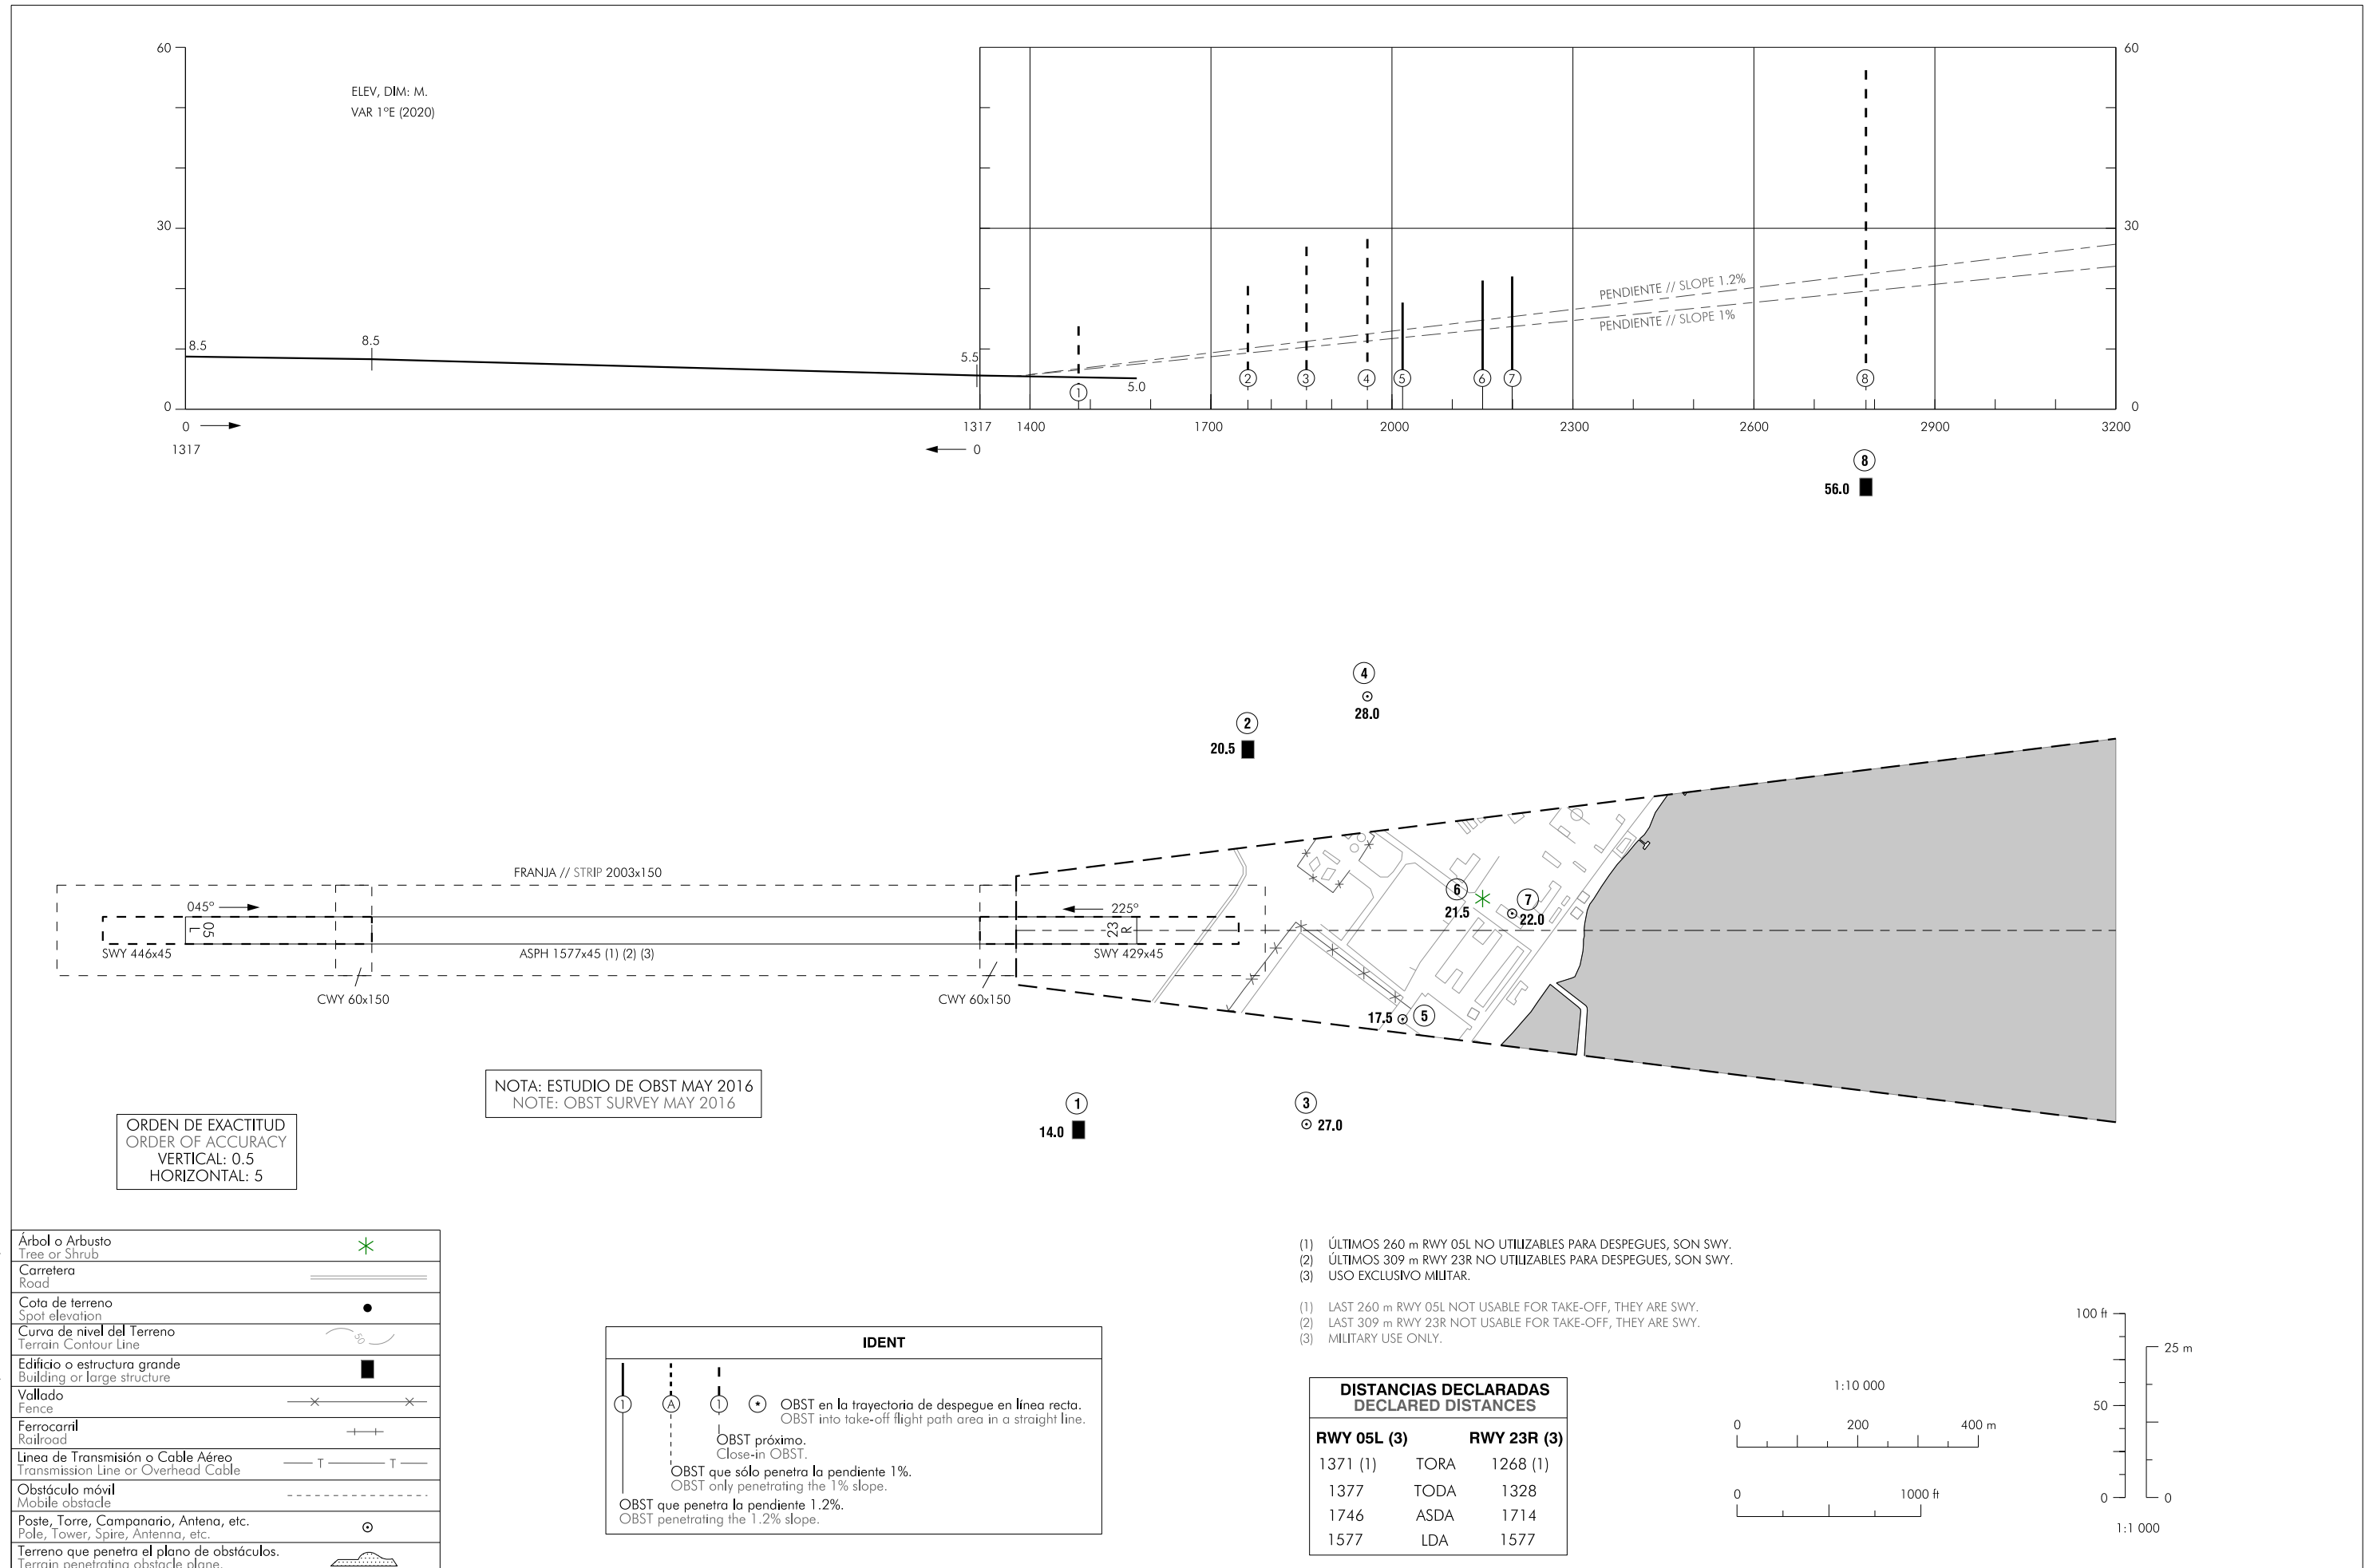 60
60
ELEV, DIM: M.
VAR 1ºE (2020)
30
30
PENDIENTE // SLOPE 1.2%
PENDIENTE // SLOPE 1%
8.5
8.5
5.5
5.0
1
2
3
4
5
6
7
8
0
0
0
1317
1400
1700
2000
2300
2600
2900
3200
1317
0
8
56.0
4
28.0
2
20.5
FRANJA // STRIP 2003x150
045º
225º
05
L
23
R
SWY 446x45
ASPH 1577x45 (1) (2) (3)
SWY 429x45
CWY 60x150
CWY 60x150
6
21.5
7
22.0
17.5
5
1
14.0
3
27.0
NOTA: ESTUDIO DE OBST MAY 2016
NOTE: OBST SURVEY MAY 2016
ORDEN DE EXACTITUD
ORDER OF ACCURACY
VERTICAL: 0.5
HORIZONTAL: 5
Árbol o Arbusto
Tree or Shrub
Carretera
Road
Cota de terreno
Spot elevation
Curva de nivel del Terreno
Terrain Contour Line
50
Edificio o estructura grande
Building or large structure
Vallado
Fence
Ferrocarril
Railroad
Linea de Transmisión o Cable Aéreo
Transmission Line or Overhead Cable
T T
Obstáculo móvil
Mobile obstacle
Poste, Torre, Campanario, Antena, etc.
Pole, Tower, Spire, Antenna, etc.
Terreno que penetra el plano de obstáculos.
Terrain penetrating obstacle plane.
IDENT
1 A 1 * OBST en la trayectoria de despegue en línea recta.
OBST into take-off flight path area in a straight line.
OBST próximo.
Close-in OBST.
OBST que sólo penetra la pendiente 1%.
OBST only penetrating the 1% slope.
OBST que penetra la pendiente 1.2%.
OBST penetrating the 1.2% slope.
(1) ÚLTIMOS 260 m RWY 05L NO UTILIZABLES PARA DESPEGUES, SON SWY.
(2) ÚLTIMOS 309 m RWY 23R NO UTILIZABLES PARA DESPEGUES, SON SWY.
(3) USO EXCLUSIVO MILITAR.
(1) LAST 260 m RWY 05L NOT USABLE FOR TAKE-OFF, THEY ARE SWY.
(2) LAST 309 m RWY 23R NOT USABLE FOR TAKE-OFF, THEY ARE SWY.
(3) MILITARY USE ONLY.
DISTANCIAS DECLARADAS
DECLARED DISTANCES
RWY 05L (3) RWY 23R (3)
1371 (1) TORA 1268 (1)
1377 TODA 1328
1746 ASDA 1714
1577 LDA 1577
1:10 000
0 200 400 m
0 1000 ft
100 ft
50
0
25 m
0
1:1 000